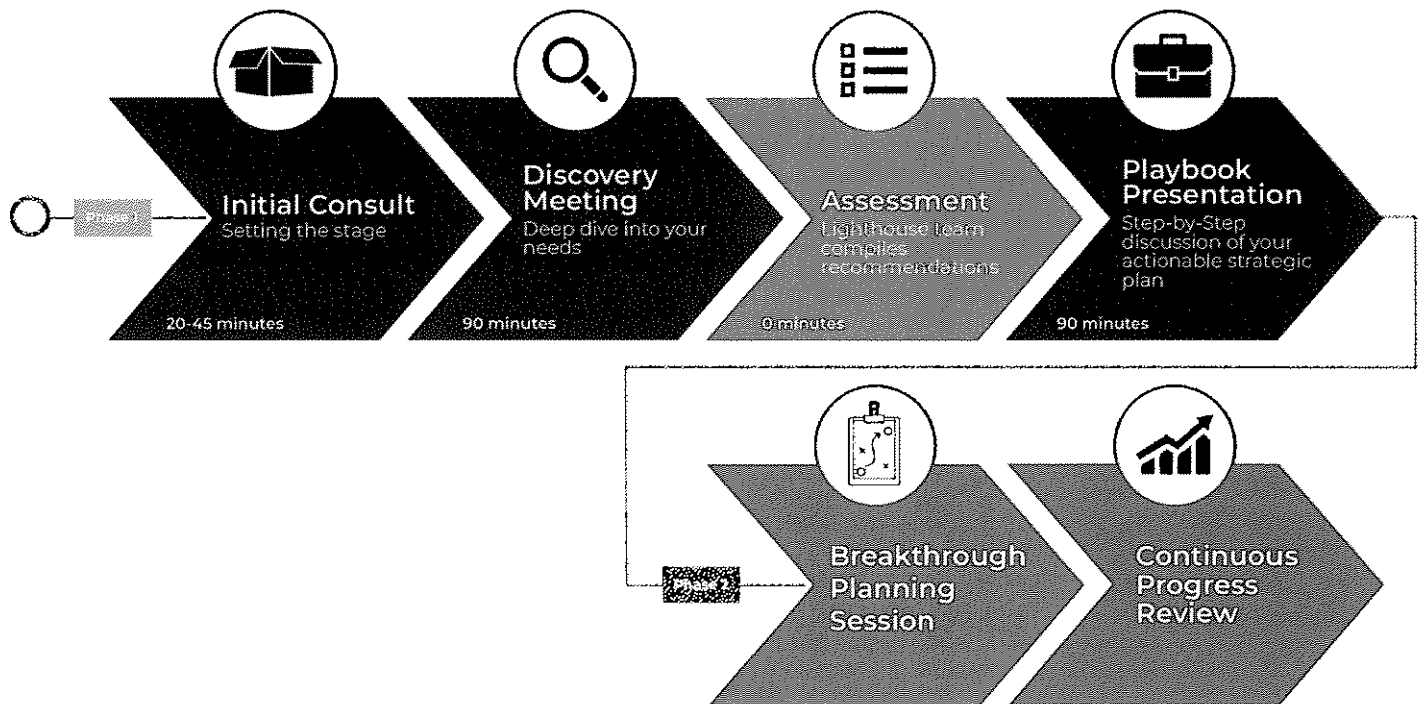 Phase 1
Initial Consult
Setting the stage
20-45 minutes
Discovery
Meeting
Deep dive into your
needs
90 minutes
Assessment
Lighthouse team
compiles
recommendations
0 minutes
Playbook
Presentation
Step-by-Step
discussion of your
actionable strategic
plan
90 minutes
Phase 2
Breakthrough
Planning
Session
Continuous
Progress
Review